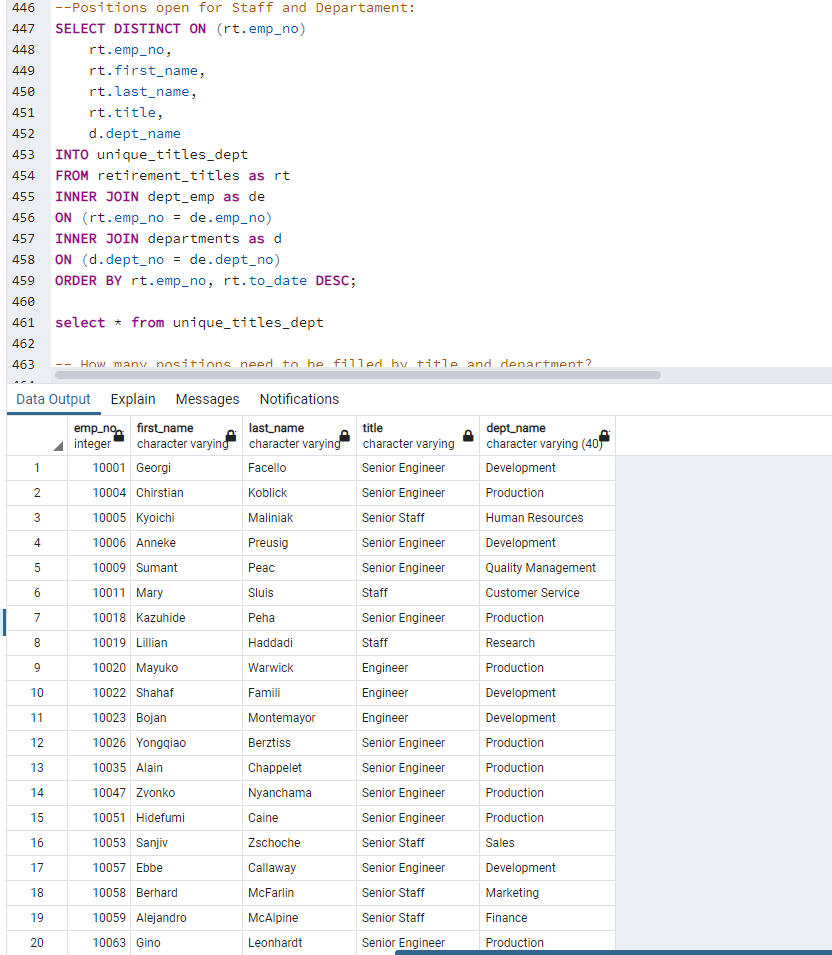 446 --Positions open for Staff and Departament:
447 SELECT DISTINCT ON (rt.emp_no)
448 rt.emp_no,
449 rt.first_name,
450 rt.last_name,
451 rt.title,
452 d.dept_name
453 INTO unique_titles_dept
454 FROM retirement_titles as rt
455 INNER JOIN dept_emp as de
456 ON (rt.emp_no = de.emp_no)
457 INNER JOIN departments as d
458 ON (d.dept_no = de.dept_no)
459 ORDER BY rt.emp_no, rt.to_date DESC;
460
461 select * from unique_titles_dept
462
463 -- How many positions need to be filled by title and department?
464
Data Output Explain Messages Notifications
emp_no first_name last_name title dept_name
integer character varying character varying character varying character varying (40)
1 10001 Georgi Facello Senior Engineer Development
2 10004 Chirstian Koblick Senior Engineer Production
3 10005 Kyoichi Maliniak Senior Staff Human Resources
4 10006 Anneke Preusig Senior Engineer Development
5 10009 Sumant Peac Senior Engineer Quality Management
6 10011 Mary Sluis Staff Customer Service
7 10018 Kazuhide Peha Senior Engineer Production
8 10019 Lillian Haddadi Staff Research
9 10020 Mayuko Warwick Engineer Production
10 10022 Shahaf Famili Engineer Development
11 10023 Bojan Montemayor Engineer Development
12 10026 Yongqiao Berztiss Senior Engineer Production
13 10035 Alain Chappelet Senior Engineer Production
14 10047 Zvonko Nyanchama Senior Engineer Production
15 10051 Hidefumi Caine Senior Engineer Production
16 10053 Sanjiv Zschoche Senior Staff Sales
17 10057 Ebbe Callaway Senior Engineer Development
18 10058 Berhard McFarlin Senior Staff Marketing
19 10059 Alejandro McAlpine Senior Staff Finance
20 10063 Gino Leonhardt Senior Engineer Production